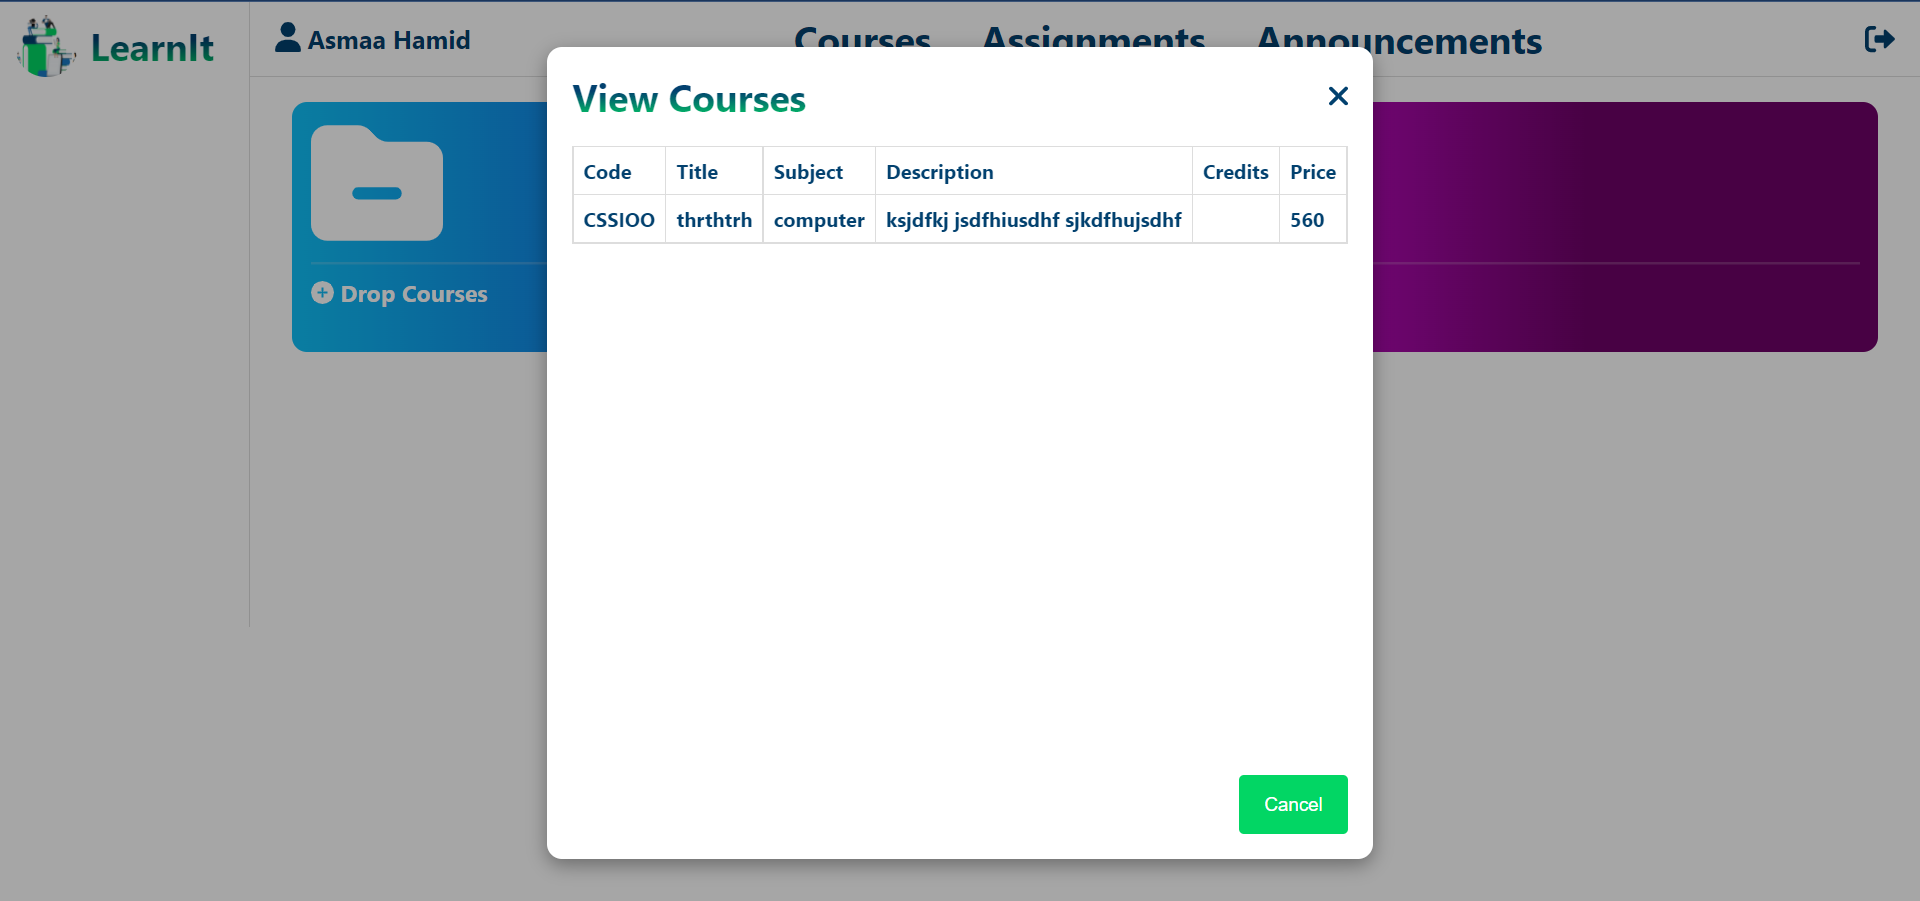 LearnIt
Asmaa Hamid
Courses Assignments Announcements
View Courses
Code Title Subject Description Credits Price
CSSIOO thrthtrh computer ksjdfkj jsdfhiusdhf sjkdfhujsdhf 560
Drop Courses
Cancel